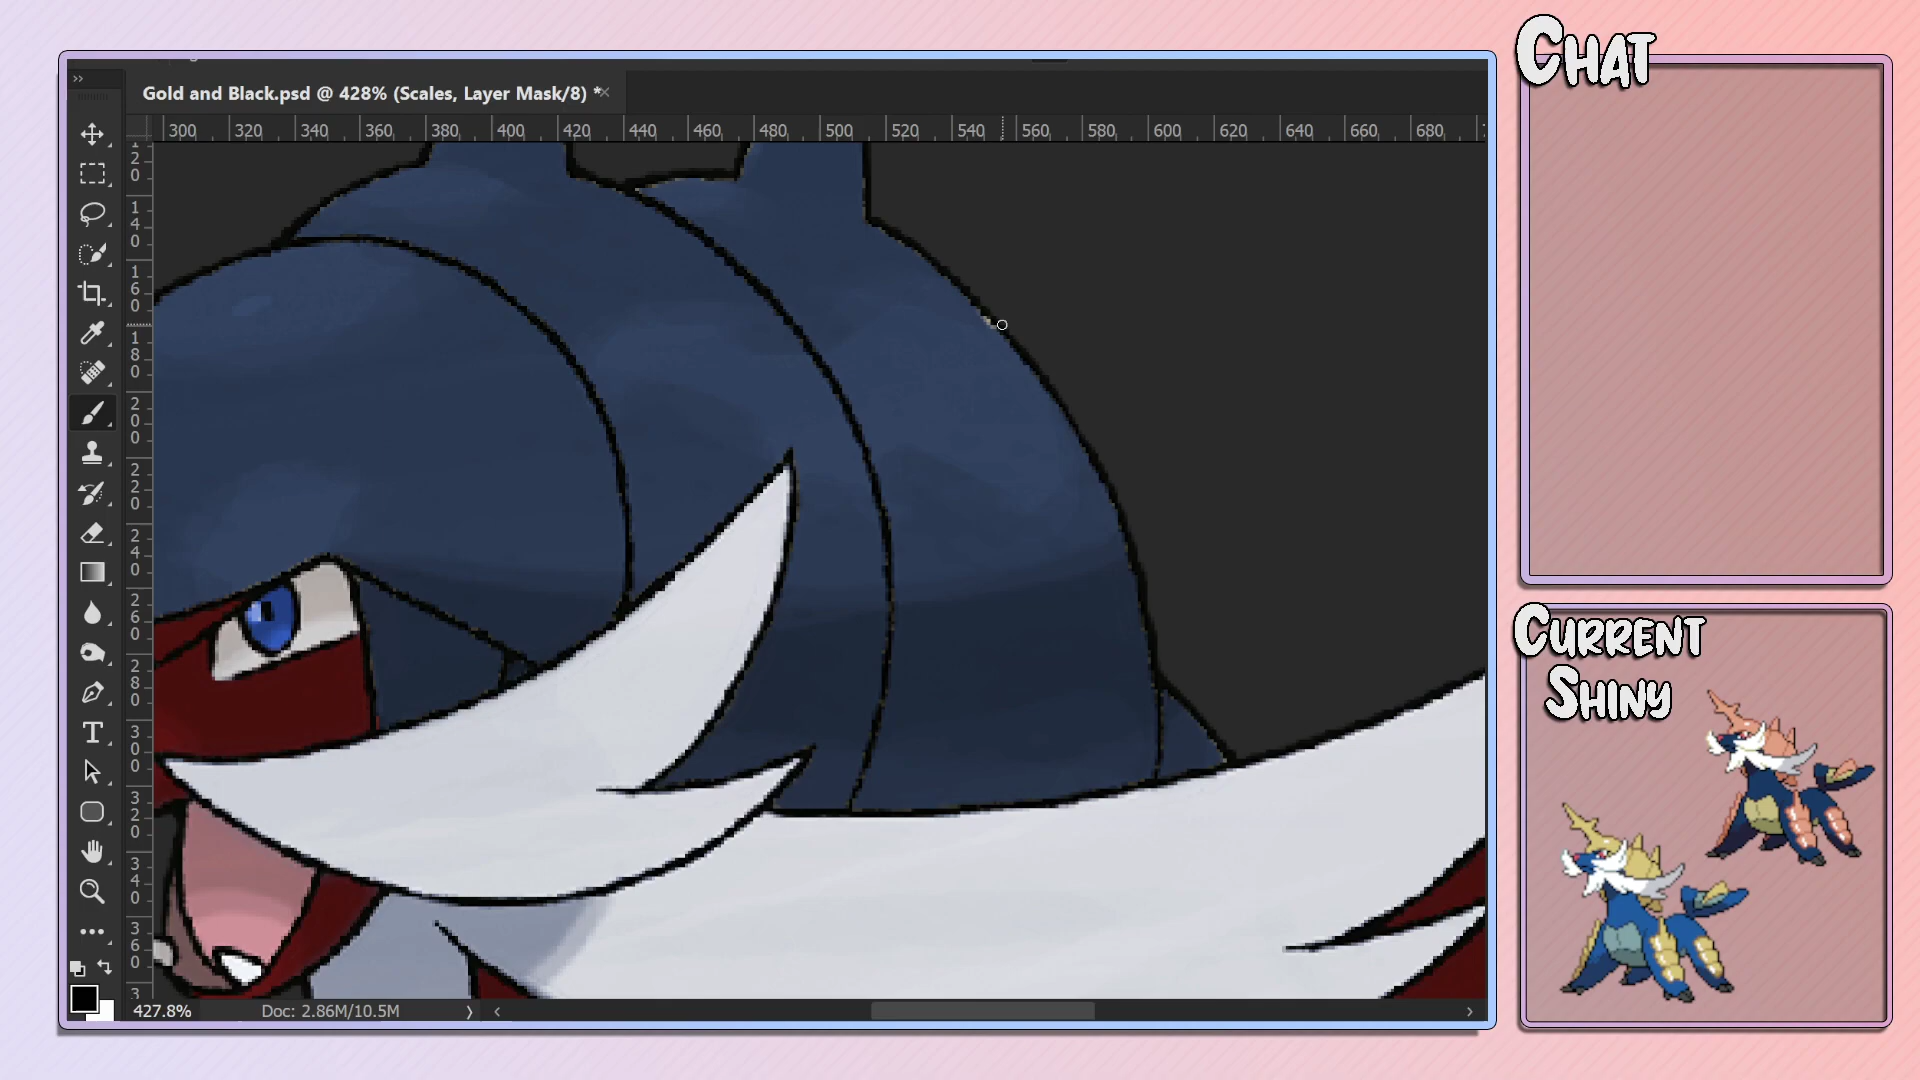 CHAT
Gold and Black.psd @ 428% (Scales, Layer Mask/8) *
300 320 340 360 380 400 420 440 460 480 500 520 540 560 580 600 620 640 660 680
120
140
160
180
200
220
240
260
280
300
320
340
360
3
CURRENT
SHINY
427.8% Doc: 2.86M/10.5M